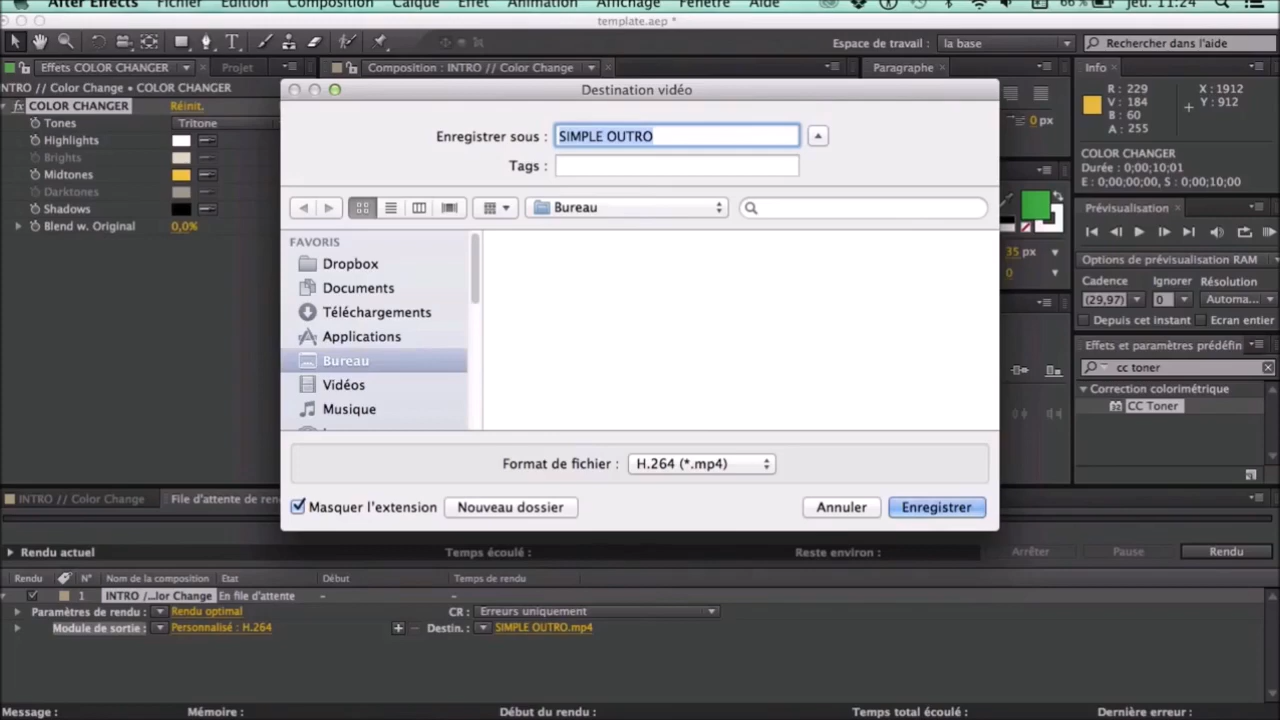 After Effects Fichier Edition Composition Calque Effet Animation Affichage Fenêtre Aide 66 % jeu. 11:24
template.aep *
Espace de travail : la base Rechercher dans l'aide
Effets COLOR CHANGER Projet Composition : INTRO // Color Change Paragraphe Info
INTRO // Color Change • COLOR CHANGER
fx COLOR CHANGER Réinit.
Tones Tritone
Highlights
Brights
Midtones
Darktones
Shadows
Blend w. Original 0,0%
Destination vidéo
Enregistrer sous : SIMPLE OUTRO
Tags :
Bureau
FAVORIS
Dropbox
Documents
Téléchargements
Applications
Bureau
Vidéos
Musique
Format de fichier : H.264 (*.mp4)
Masquer l'extension Nouveau dossier Annuler Enregistrer
0 px
35 px
0
R : 229 X : 1912
V : 184 Y : 912
B : 60
A : 255
COLOR CHANGER
Durée : 0;00;10;01
E : 0;00;00;00, S : 0;00;10;00
Prévisualisation
Options de prévisualisation RAM
Cadence Ignorer Résolution
(29,97) 0 Automa...
Depuis cet instant Ecran entier
Effets et paramètres prédéfin
cc toner
Correction colorimétrique
32 CC Toner
INTRO // Color Change File d'attente de ren
Rendu actuel Temps écoulé : Reste environ : Arrêter Pause Rendu
Rendu N° Nom de la composition Etat Début Temps de rendu
1 INTRO /...lor Change En file d'attente - -
Paramètres de rendu : Rendu optimal CR : Erreurs uniquement
Module de sortie : Personnalisé : H.264 Destin. : SIMPLE OUTRO.mp4
Message : Mémoire : Début du rendu : Temps total écoulé : Dernière erreur :